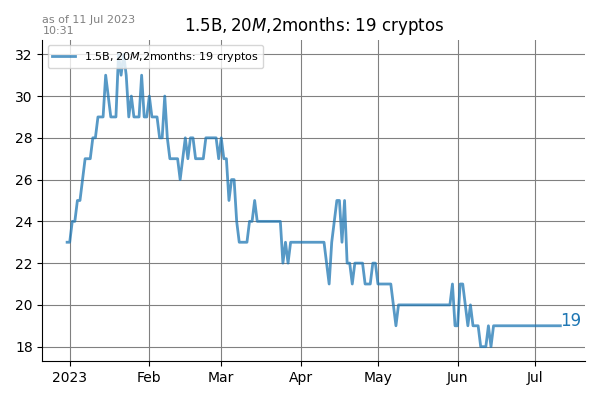 as of 11 Jul 2023
10:31
1.5B, 20M,2months: 19 cryptos
1.5B, 20M,2months: 19 cryptos
32
30
28
26
24
22
20
18
19
2023 Feb Mar Apr May Jun Jul